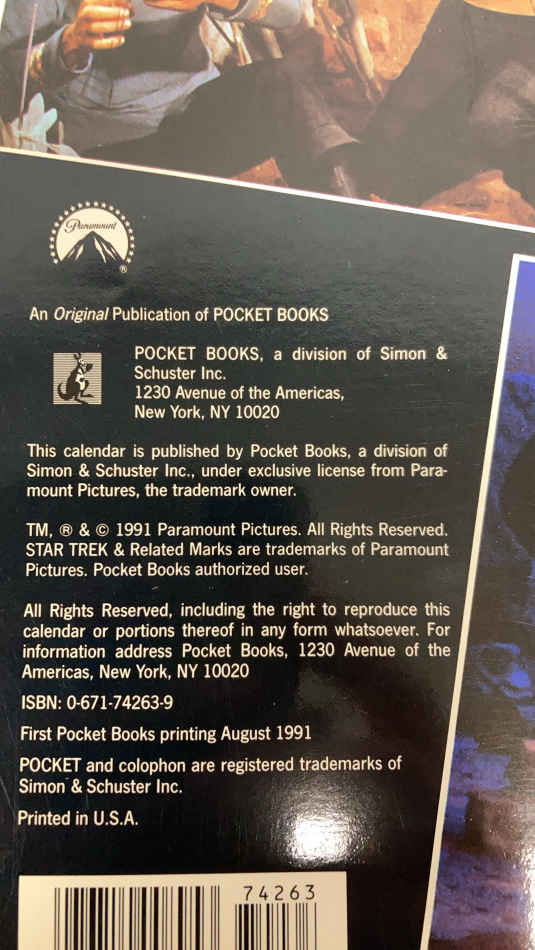 Paramount
®
An Original Publication of POCKET BOOKS
POCKET BOOKS, a division of Simon &
Schuster Inc.
1230 Avenue of the Americas,
New York, NY 10020
This calendar is published by Pocket Books, a division of
Simon & Schuster Inc., under exclusive license from Para-
mount Pictures, the trademark owner.
TM, ® & © 1991 Paramount Pictures. All Rights Reserved.
STAR TREK & Related Marks are trademarks of Paramount
Pictures. Pocket Books authorized user.
All Rights Reserved, including the right to reproduce this
calendar or portions thereof in any form whatsoever. For
information address Pocket Books, 1230 Avenue of the
Americas, New York, NY 10020
ISBN: 0-671-74263-9
First Pocket Books printing August 1991
POCKET and colophon are registered trademarks of
Simon & Schuster Inc.
Printed in U.S.A.
74263